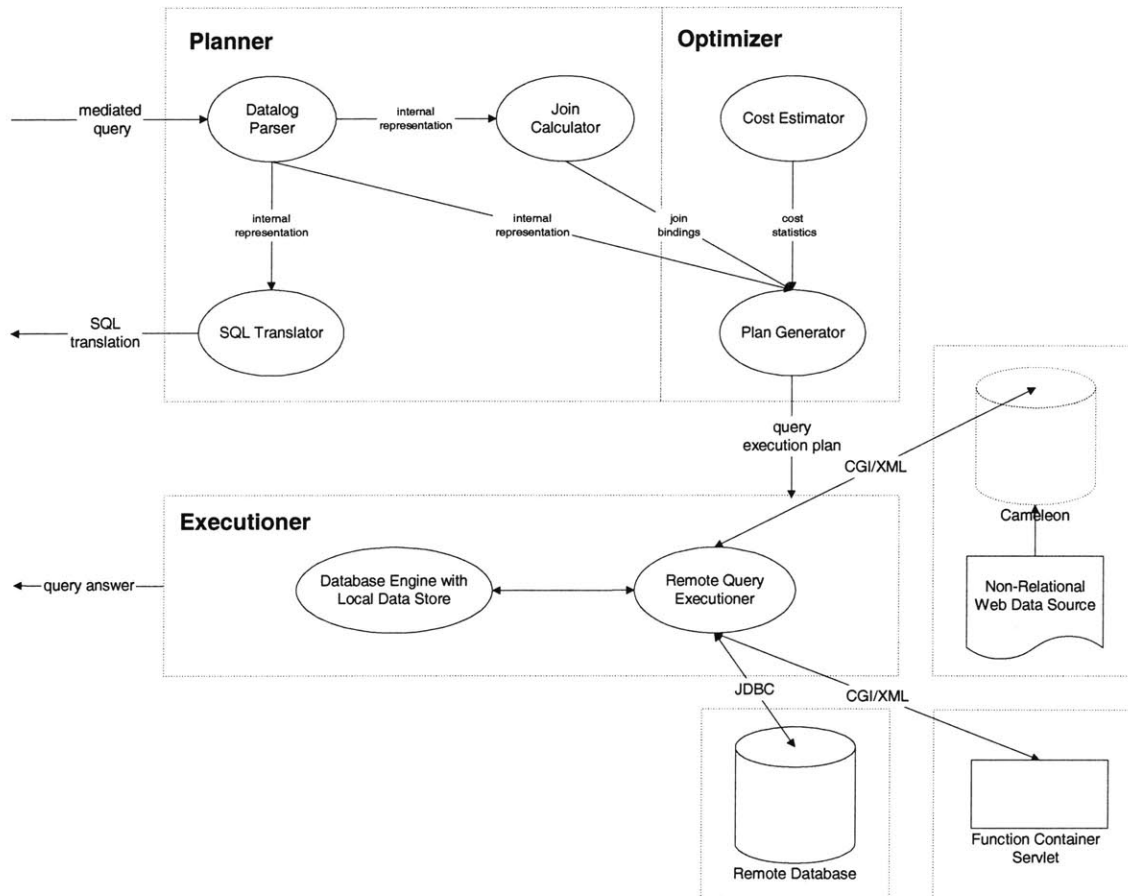 Planner
Optimizer
mediated
query
Datalog
Parser
internal
representation
Join
Calculator
Cost Estimator
internal
representation
internal
representation
join
bindings
cost
statistics
SQL
translation
SQL Translator
Plan Generator
query
execution plan
CGI/XML
Cameleon
Executioner
query answer
Database Engine with
Local Data Store
Remote Query
Executioner
Non-Relational
Web Data Source
JDBC
CGI/XML
Remote Database
Function Container
Servlet